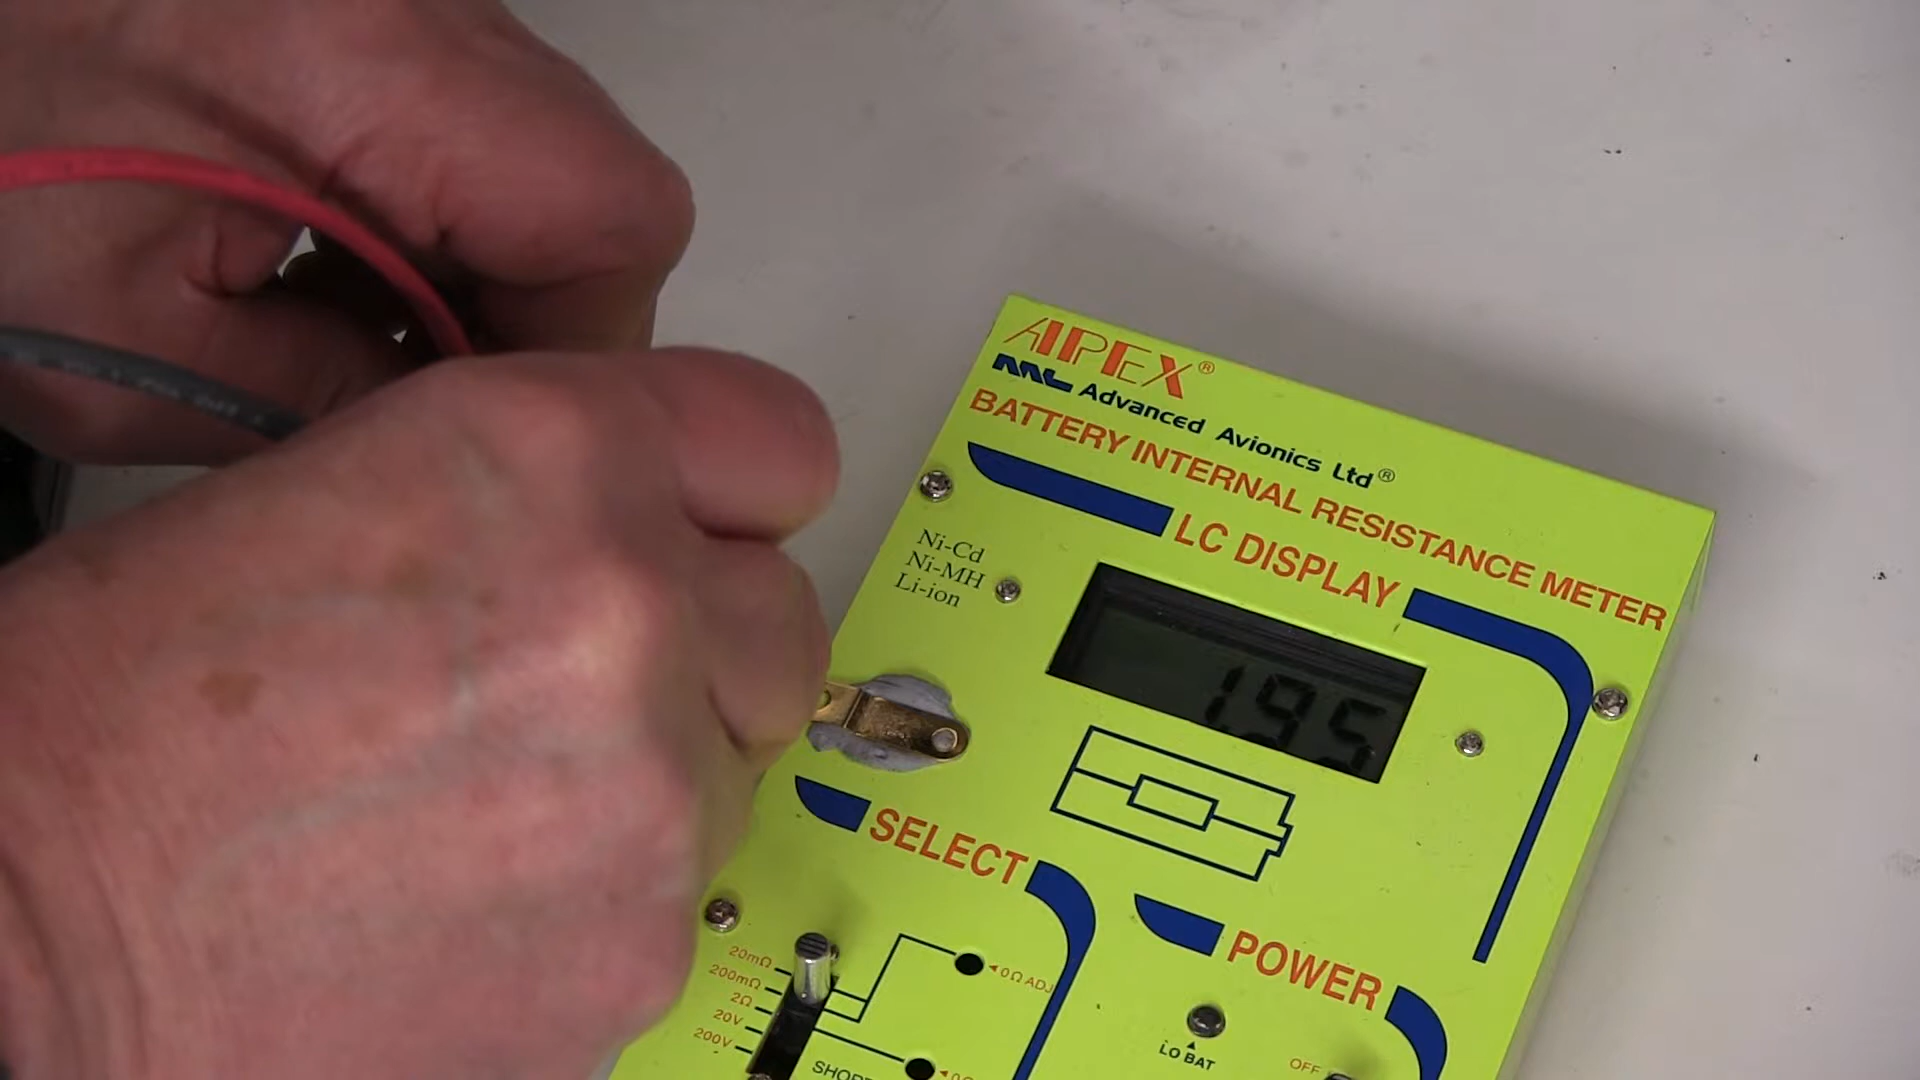 APEX®
AAL Advanced Avionics Ltd®
BATTERY INTERNAL RESISTANCE METER
LC DISPLAY
Ni-Cd
Ni-MH
Li-ion
1.95
SELECT
20mΩ
200mΩ
2Ω
20V
200V
0Ω ADJ
POWER
LO BAT
OFF